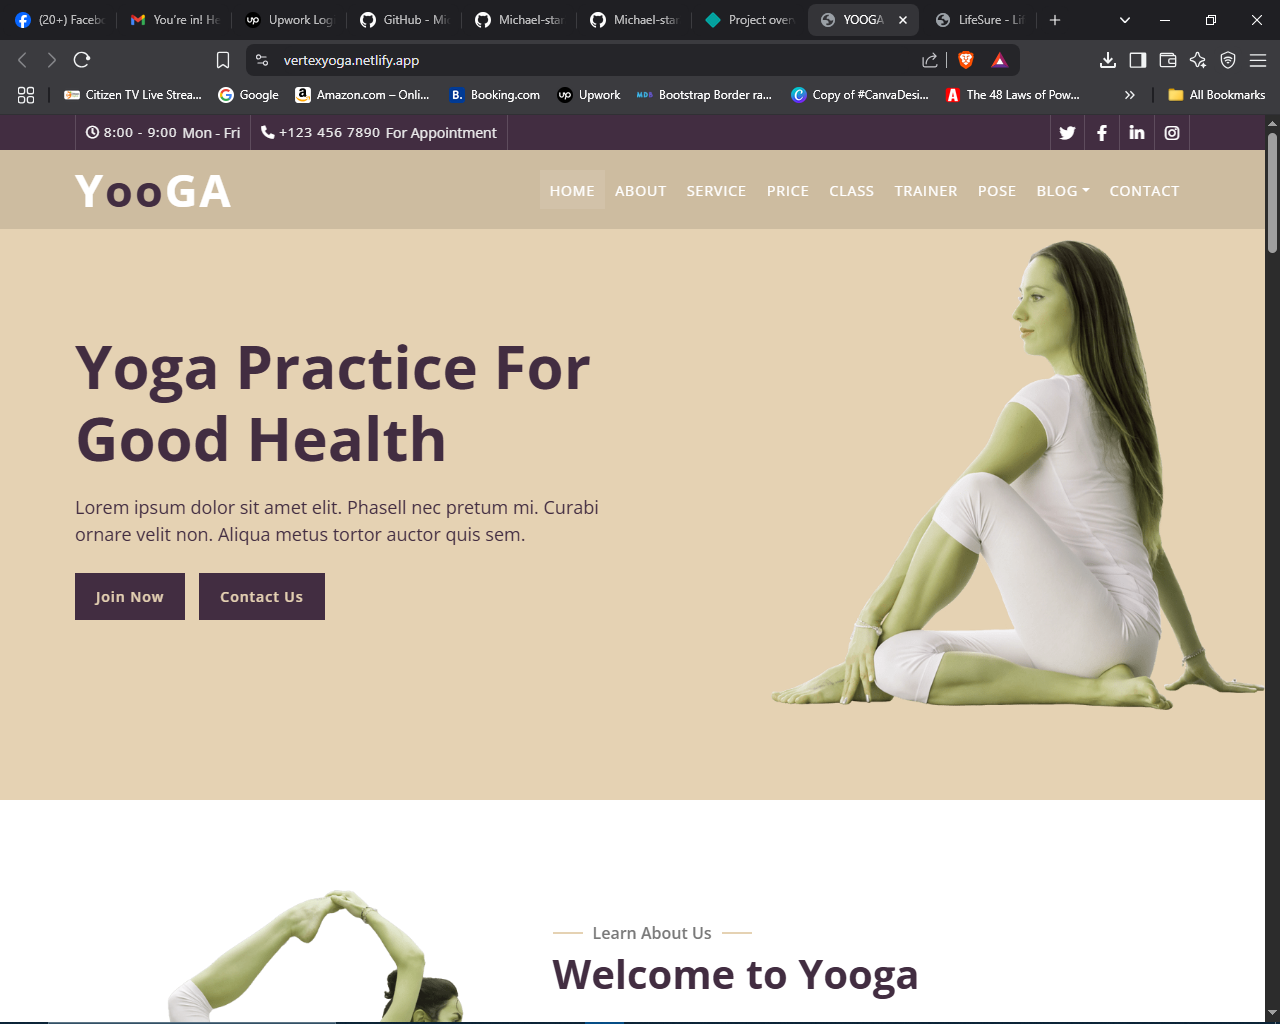 (20+) Facebo
You're in! He
Upwork Log
GitHub - Mic
Michael-star
Michael-star
Project over
YOOGA
LifeSure - Lif
vertexyoga.netlify.app
Citizen TV Live Strea...
Google
Amazon.com – Onli...
Booking.com
Upwork
Bootstrap Border ra...
Copy of #CanvaDesi...
The 48 Laws of Pow...
All Bookmarks
8:00 - 9:00 Mon - Fri
+123 456 7890 For Appointment
YooGA
HOME ABOUT SERVICE PRICE CLASS TRAINER POSE BLOG CONTACT
Yoga Practice For
Good Health
Lorem ipsum dolor sit amet elit. Phasell nec pretum mi. Curabi
ornare velit non. Aliqua metus tortor auctor quis sem.
Join Now
Contact Us
Learn About Us
Welcome to Yooga